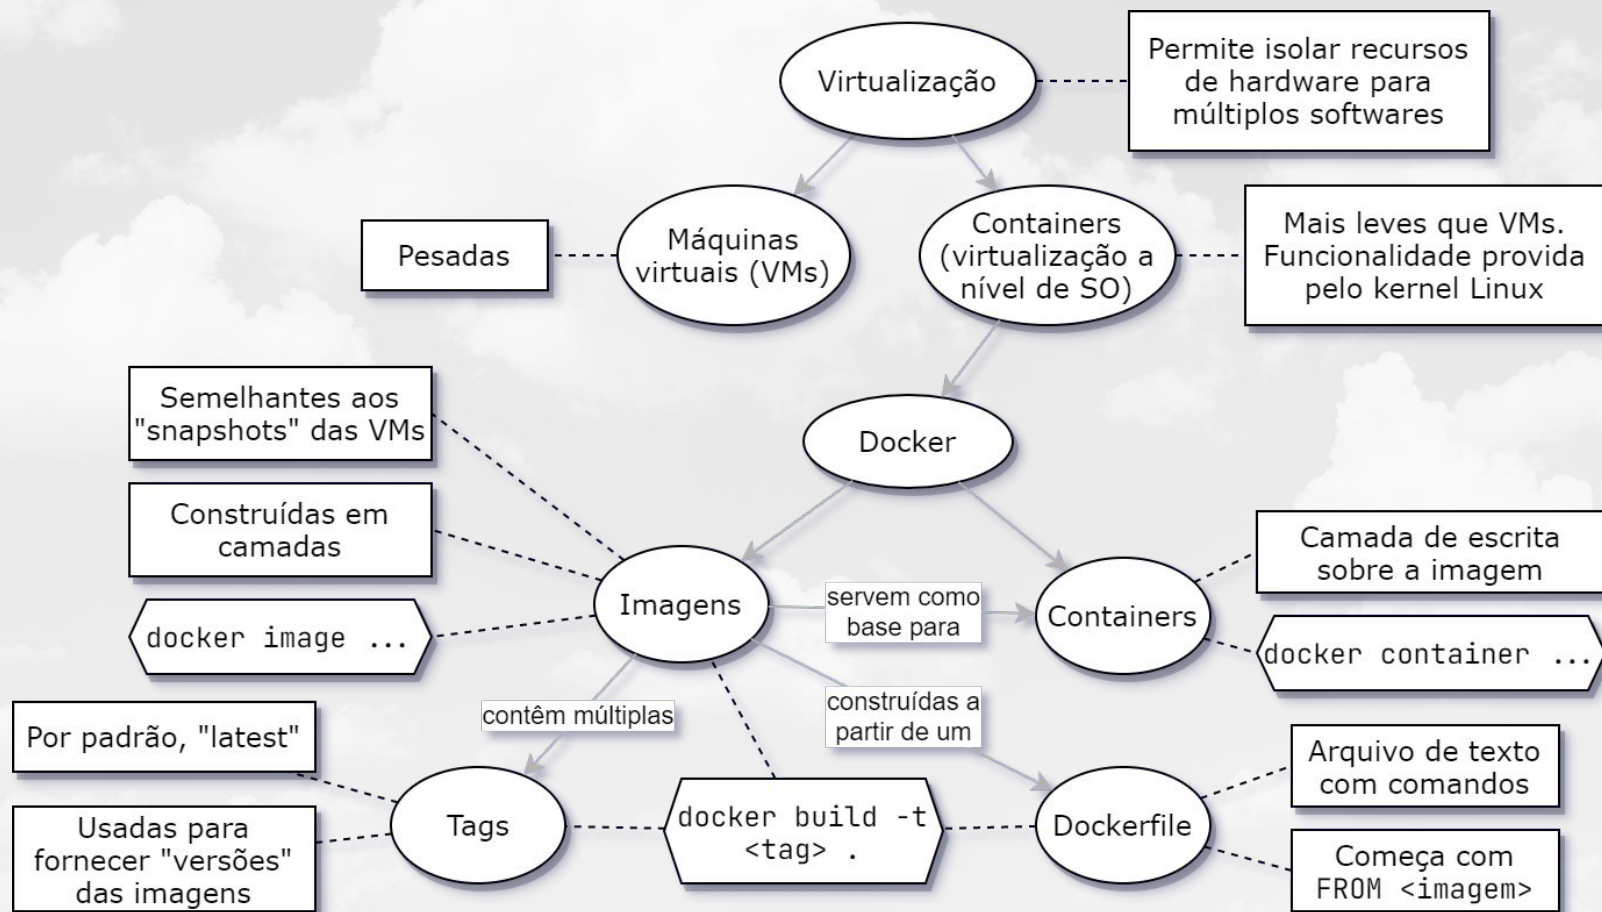 Virtualização
Permite isolar recursos
de hardware para
múltiplos softwares
Pesadas
Máquinas
virtuais (VMs)
Containers
(virtualização a
nível de SO)
Mais leves que VMs.
Funcionalidade provida
pelo kernel Linux
Semelhantes aos
"snapshots" das VMs
Docker
Construídas em
camadas
Camada de escrita
sobre a imagem
Imagens
servem como
base para
Containers
docker image ...
docker container ...
contêm múltiplas
construídas a
partir de um
Por padrão, "latest"
Arquivo de texto
com comandos
Usadas para
fornecer "versões"
das imagens
Tags
docker build -t
<tag> .
Dockerfile
Começa com
FROM <imagem>